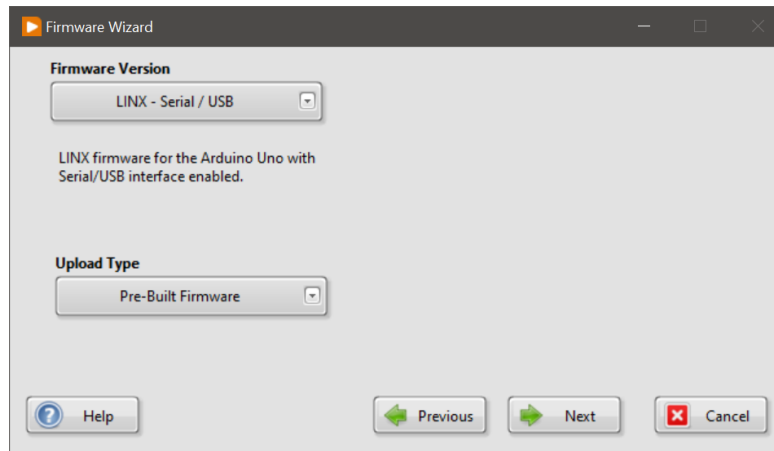 Firmware Wizard
Firmware Version
LINX - Serial / USB
LINX firmware for the Arduino Uno with
Serial/USB interface enabled.
Upload Type
Pre-Built Firmware
Help
Previous
Next
Cancel